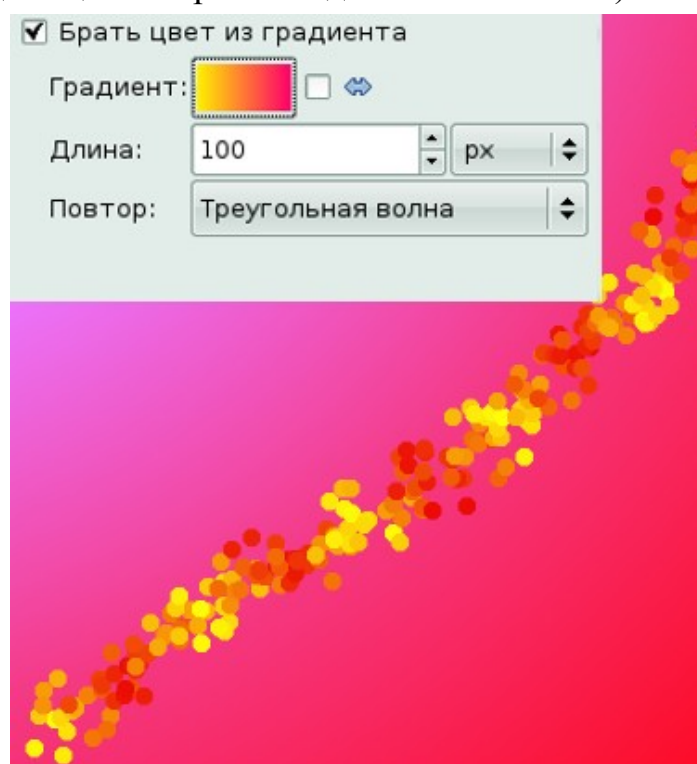 Брать цвет из градиента
Градиент:
Длина: 100 px
Повтор: Треугольная волна